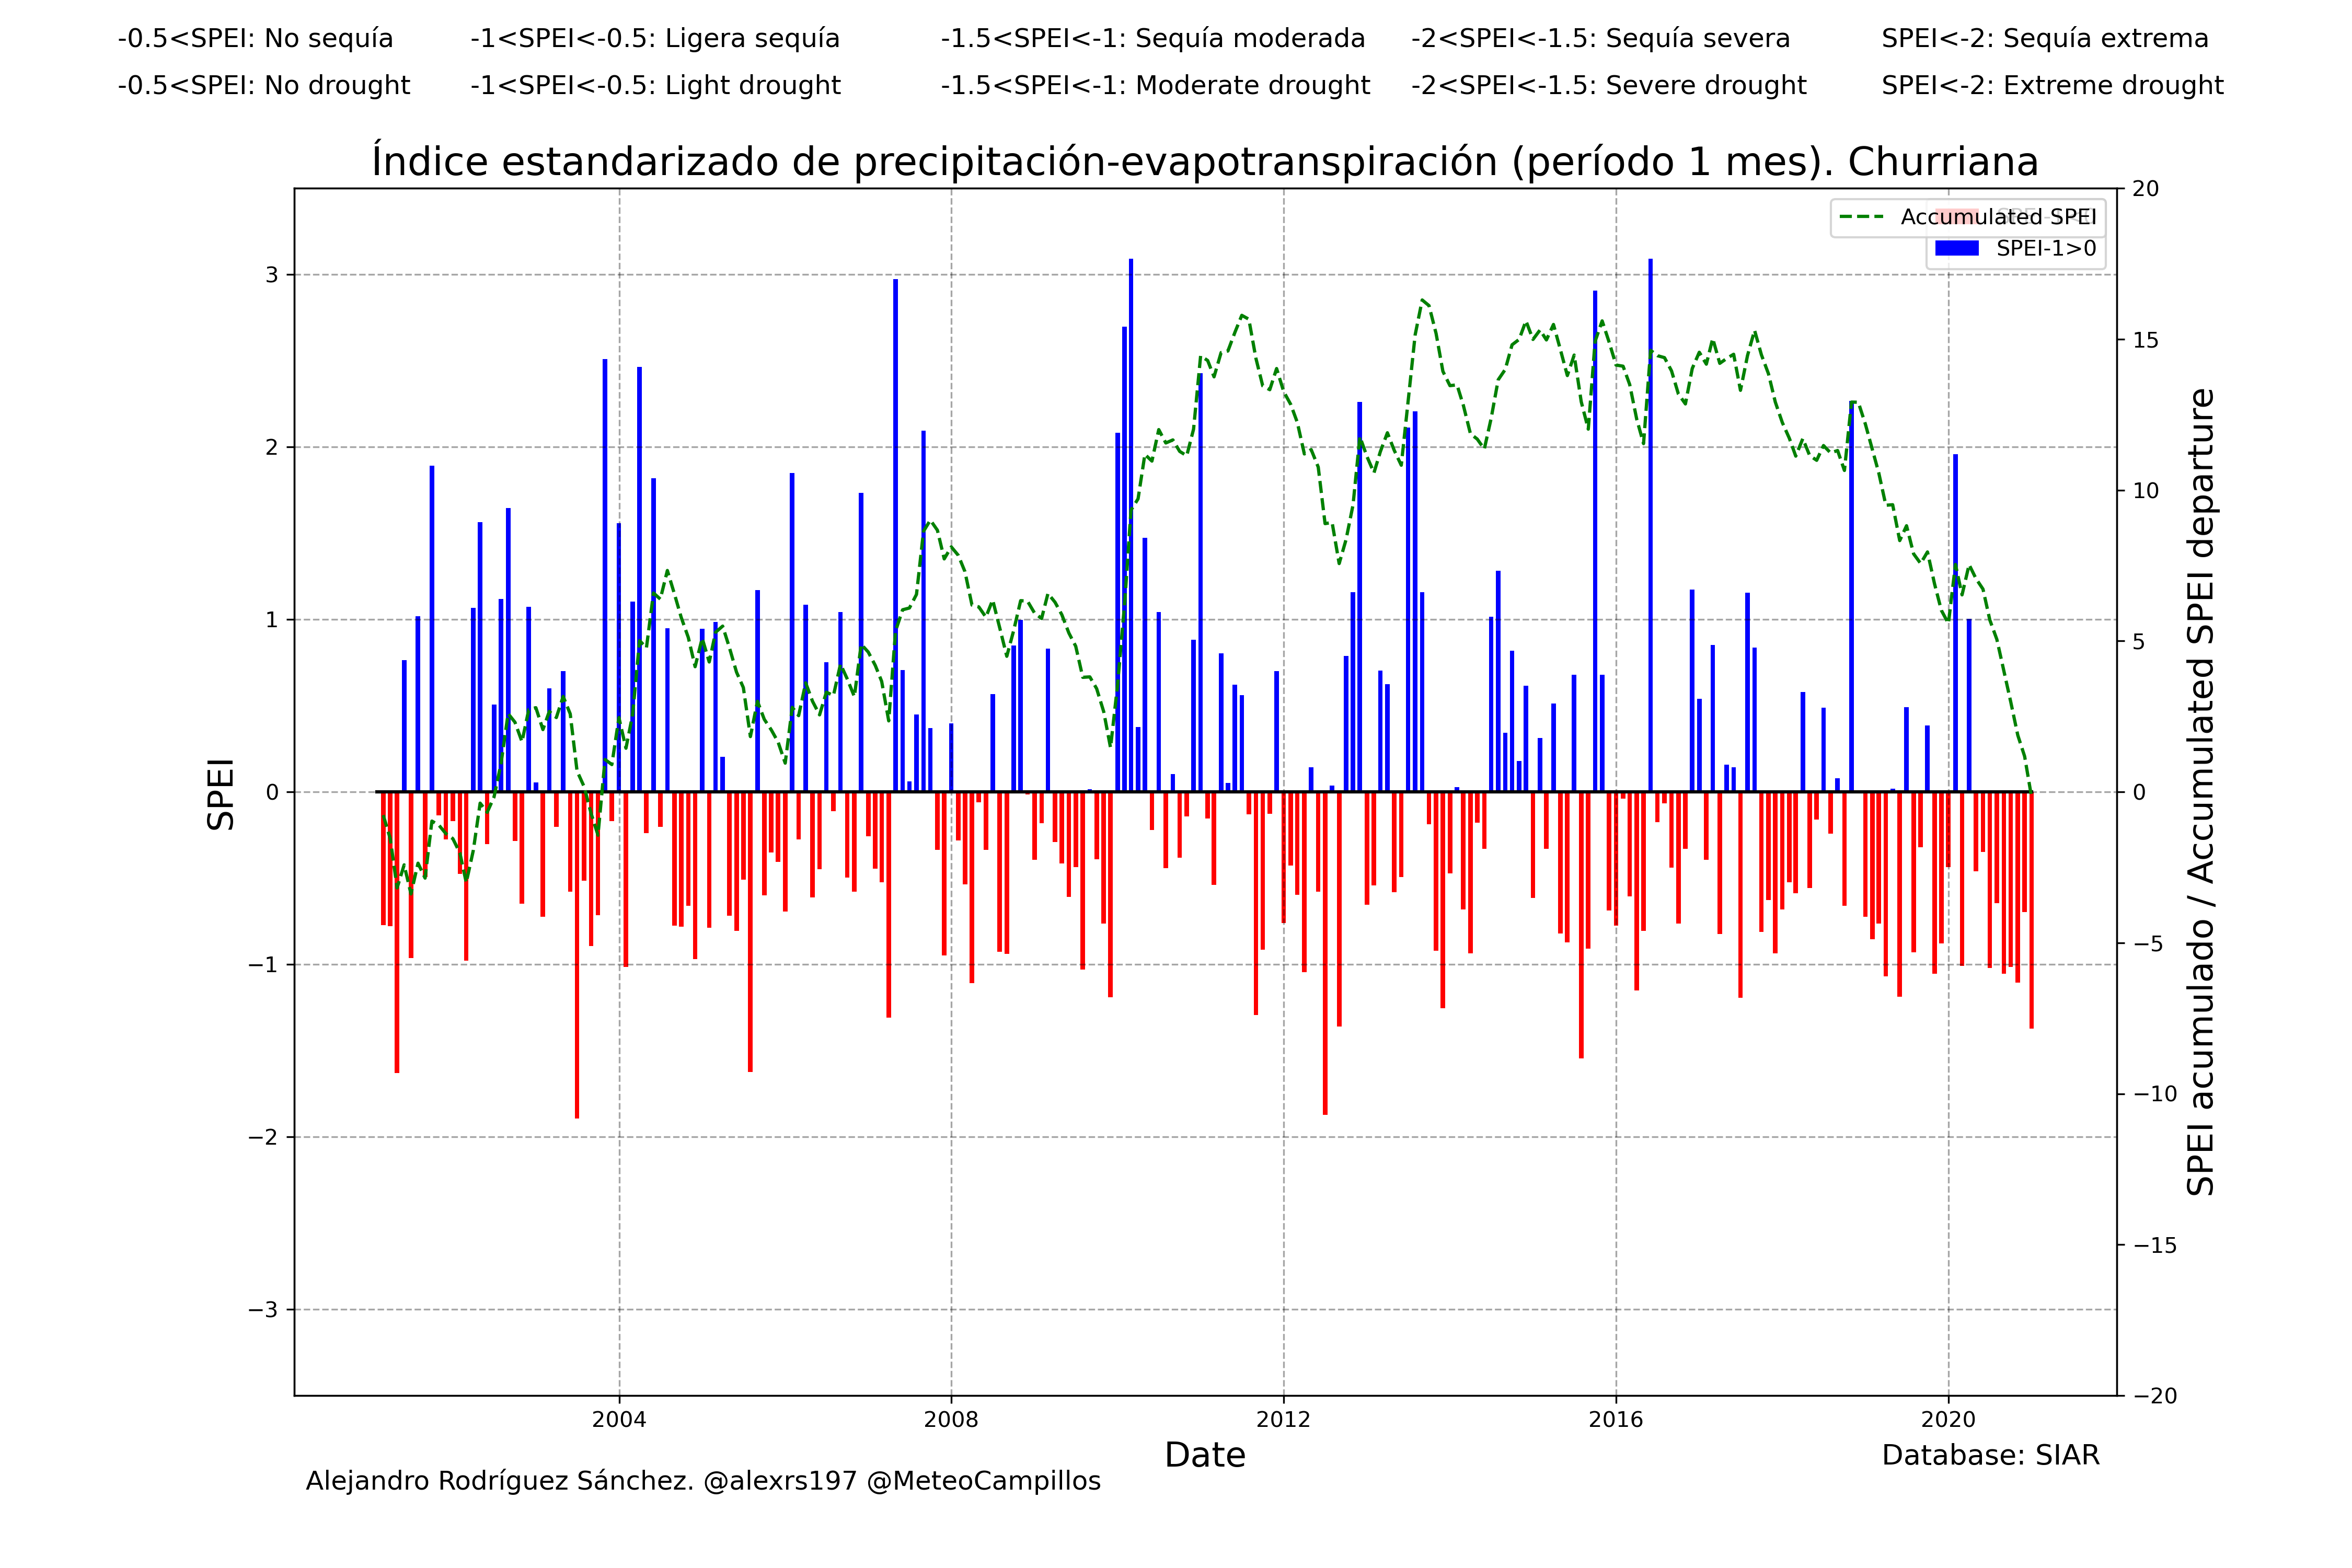 -0.5<SPEI: No sequía -1<SPEI<-0.5: Ligera sequía -1.5<SPEI<-1: Sequía moderada -2<SPEI<-1.5: Sequía severa SPEI<-2: Sequía extrema
-0.5<SPEI: No drought -1<SPEI<-0.5: Light drought -1.5<SPEI<-1: Moderate drought -2<SPEI<-1.5: Severe drought SPEI<-2: Extreme drought
Índice estandarizado de precipitación-evapotranspiración (período 1 mes). Churriana
Accumulated SPEI
SPEI-1>0
SPEI
3
2
1
0
−1
−2
−3
20
15
10
5
0
−5
−10
−15
−20
SPEI acumulado / Accumulated SPEI departure
2004 2008 2012 2016 2020
Date
Database: SIAR
Alejandro Rodríguez Sánchez. @alexrs197 @MeteoCampillos